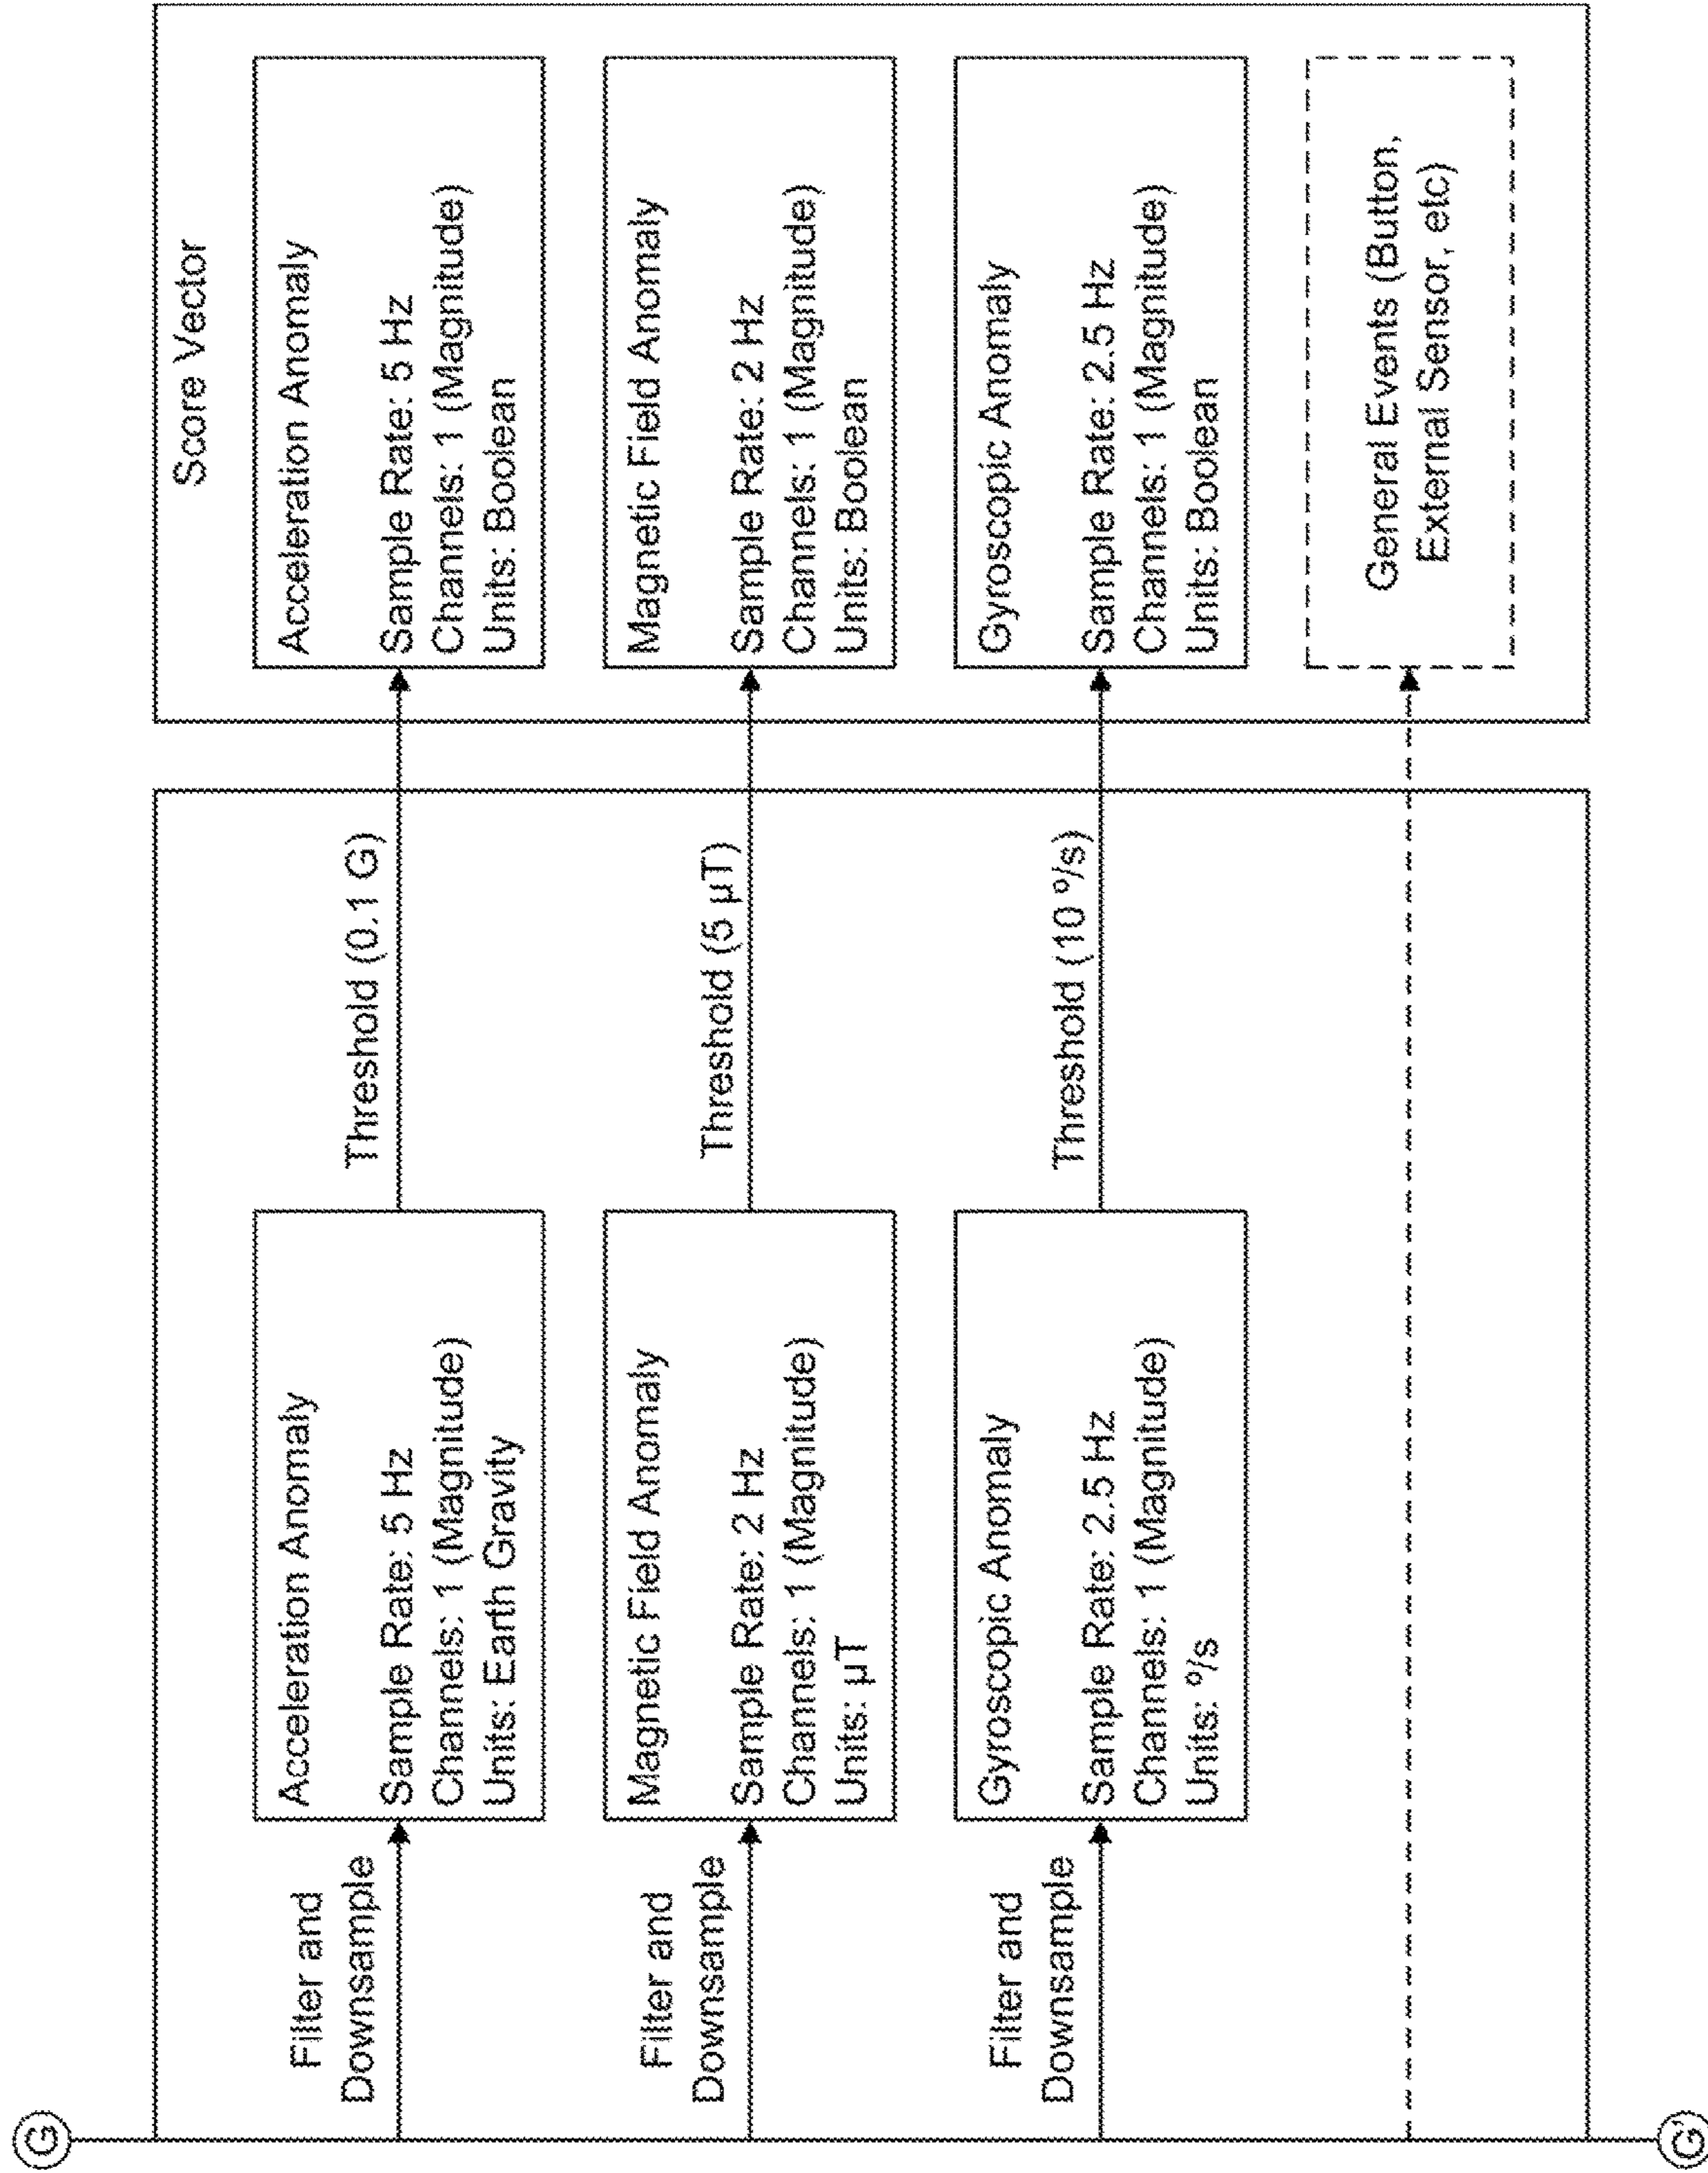 G
Filter and
Downsample
Acceleration Anomaly
Sample Rate: 5 Hz
Channels: 1 (Magnitude)
Units: Earth Gravity
Threshold (0.1 G)
Filter and
Downsample
Magnetic Field Anomaly
Sample Rate: 2 Hz
Channels: 1 (Magnitude)
Units: µT
Threshold (5 µT)
Filter and
Downsample
Gyroscopic Anomaly
Sample Rate: 2.5 Hz
Channels: 1 (Magnitude)
Units: º/s
Threshold (10 º/s)
G'
Score Vector
Acceleration Anomaly
Sample Rate: 5 Hz
Channels: 1 (Magnitude)
Units: Boolean
Magnetic Field Anomaly
Sample Rate: 2 Hz
Channels: 1 (Magnitude)
Units: Boolean
Gyroscopic Anomaly
Sample Rate: 2.5 Hz
Channels: 1 (Magnitude)
Units: Boolean
General Events (Button,
External Sensor, etc)